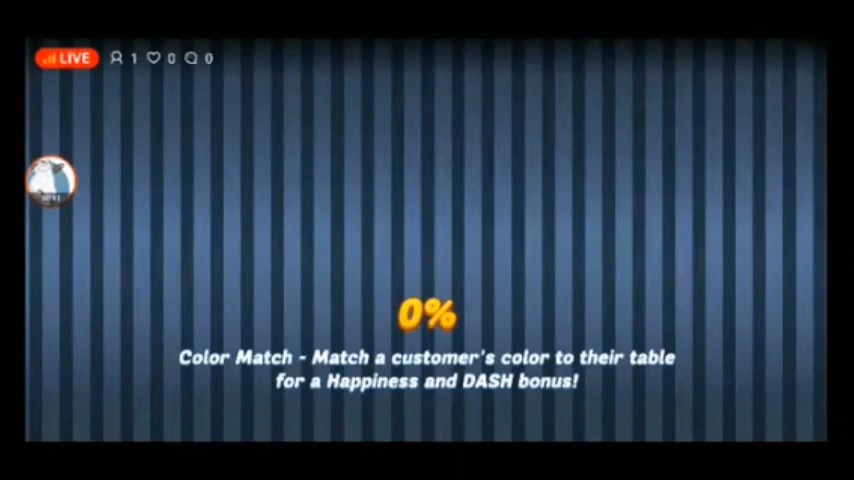 LIVE 1 0 0
0%
Color Match - Match a customer's color to their table
for a Happiness and DASH bonus!